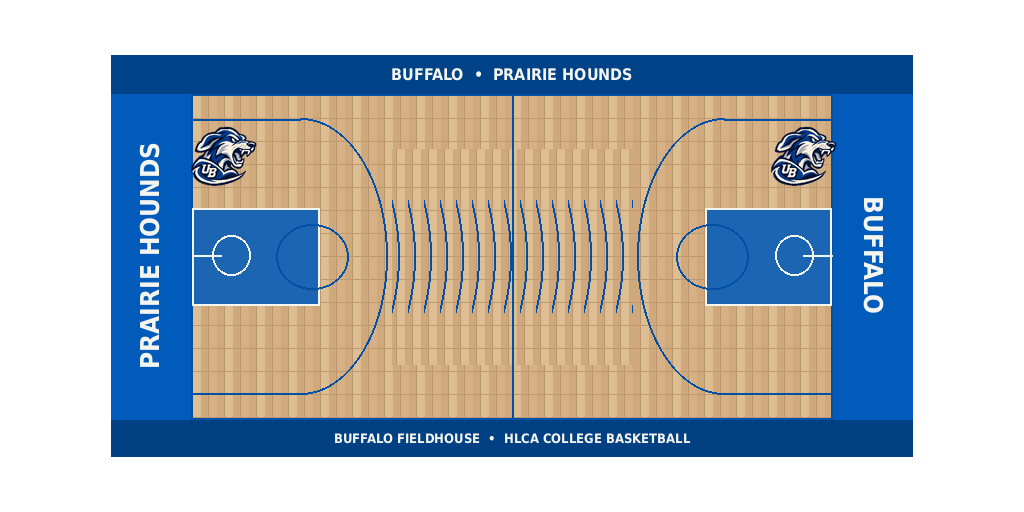 BUFFALO • PRAIRIE HOUNDS
PRAIRIE HOUNDS
UB
UB
BUFFALO
BUFFALO FIELDHOUSE • HLCA COLLEGE BASKETBALL